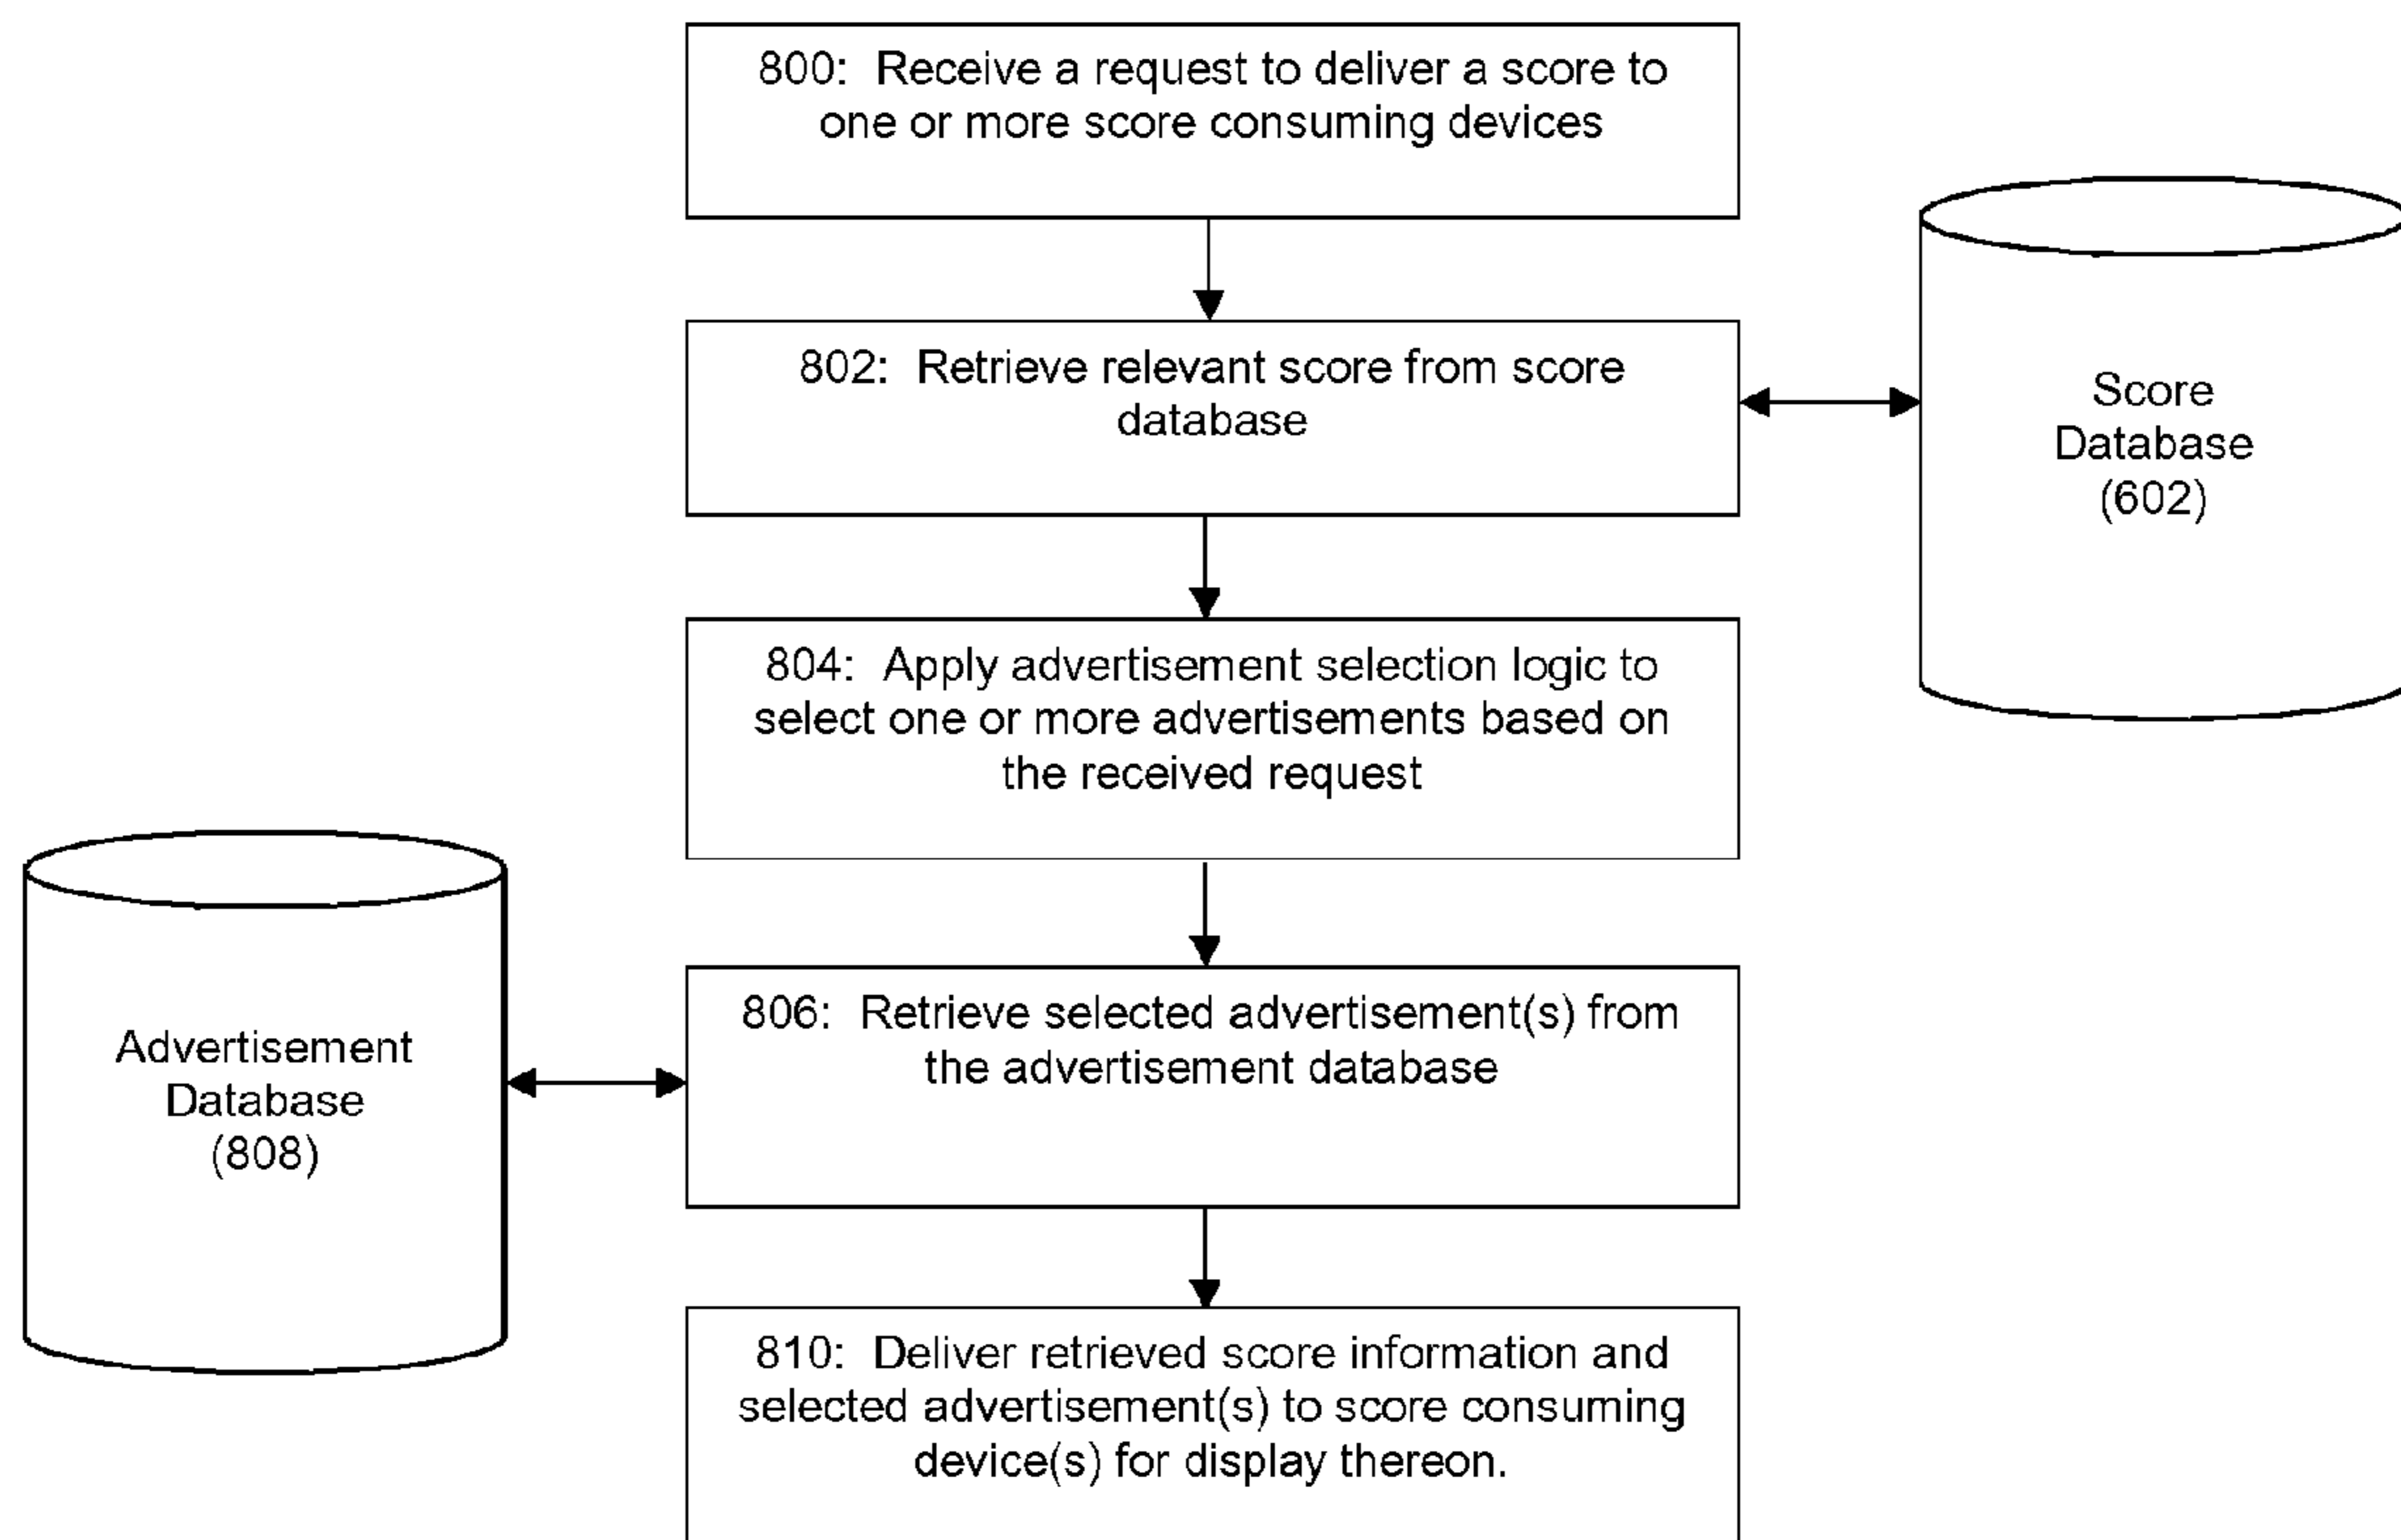 800: Receive a request to deliver a score to
one or more score consuming devices
802: Retrieve relevant score from score
database
Score
Database
(602)
804: Apply advertisement selection logic to
select one or more advertisements based on
the received request
Advertisement
Database
(808)
806: Retrieve selected advertisement(s) from
the advertisement database
810: Deliver retrieved score information and
selected advertisement(s) to score consuming
device(s) for display thereon.